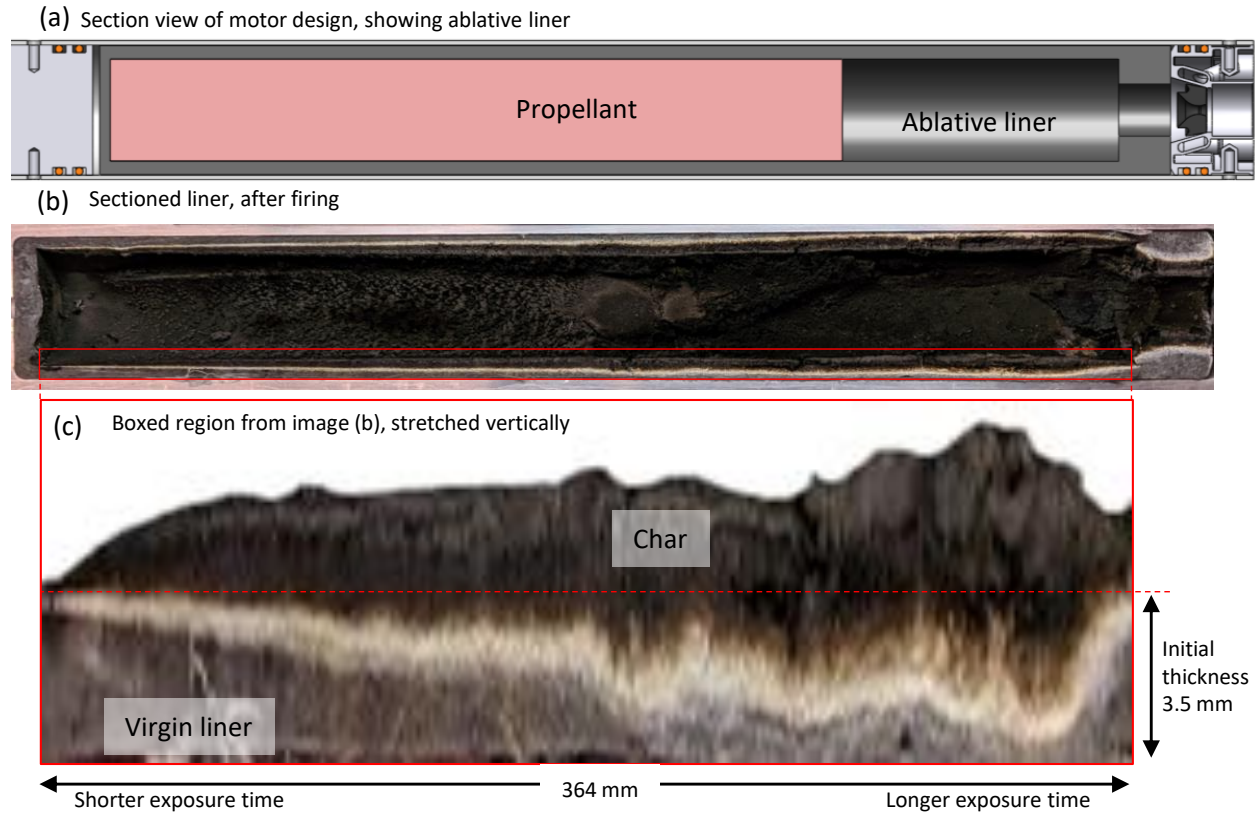 (a) Section view of motor design, showing ablative liner
Propellant
Ablative liner
(b) Sectioned liner, after firing
(c) Boxed region from image (b), stretched vertically
Char
Virgin liner
Initial
thickness
3.5 mm
364 mm
Shorter exposure time
Longer exposure time